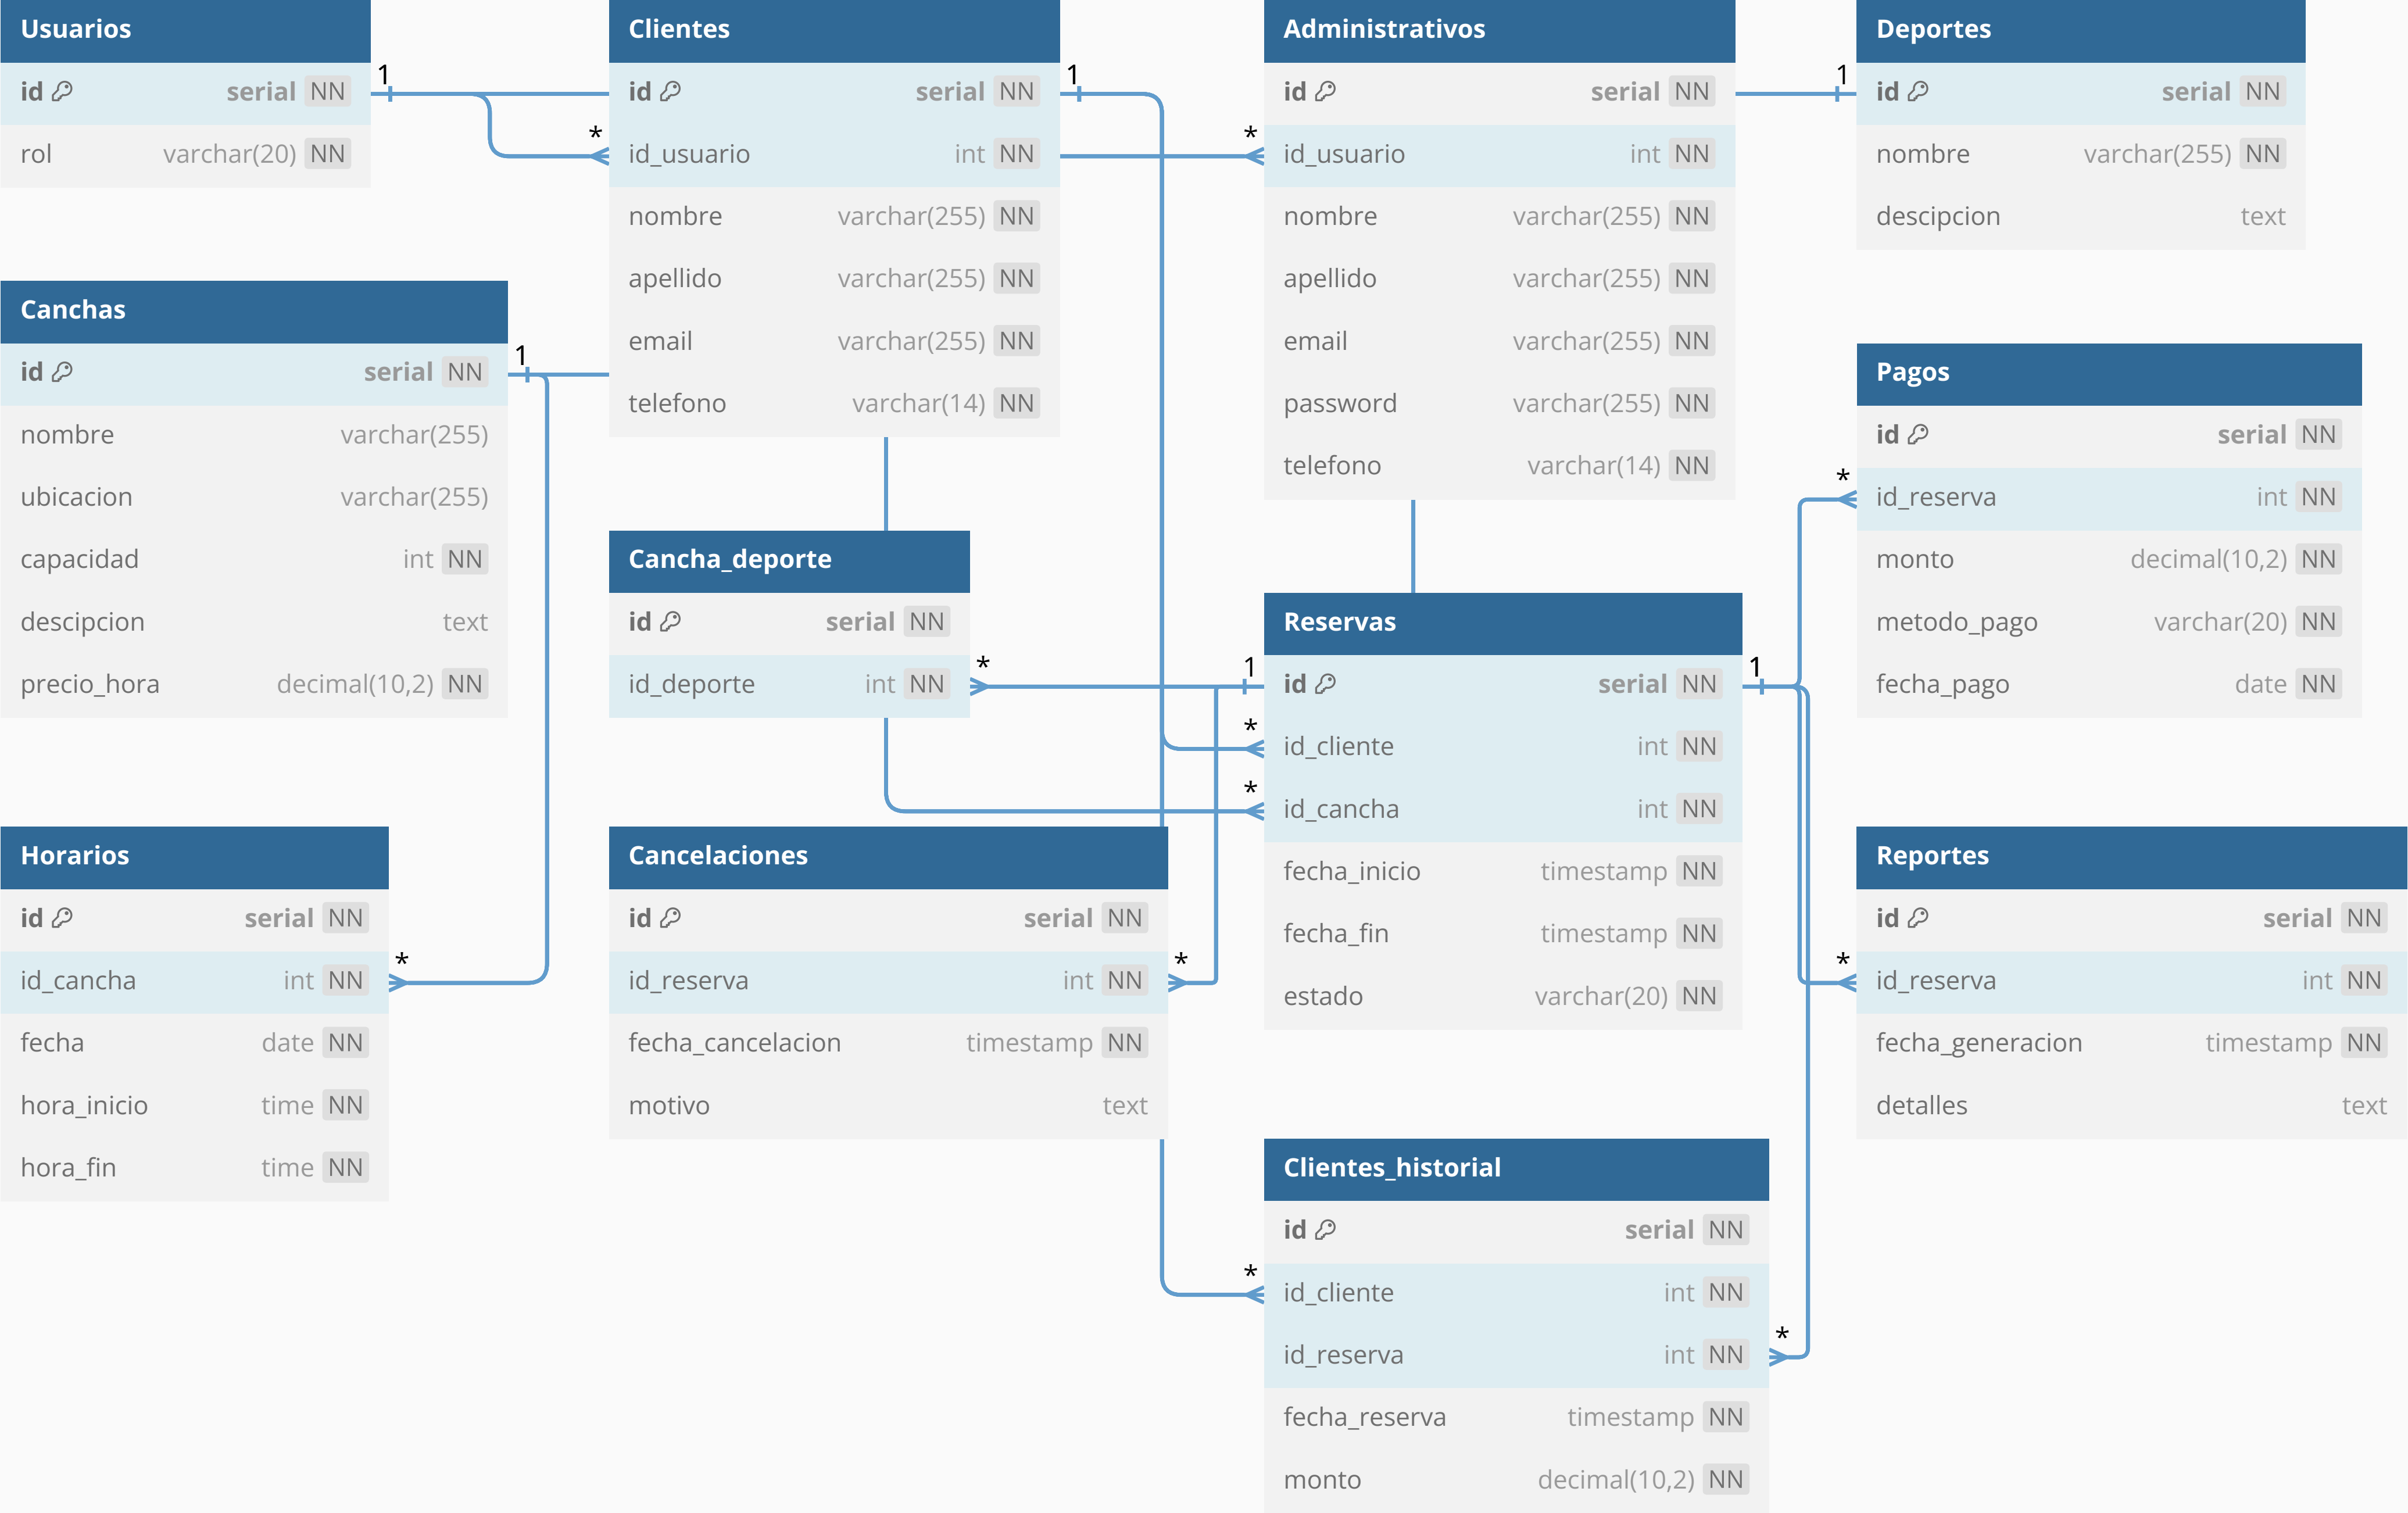 Usuarios
id serial NN
rol varchar(20) NN
1
Clientes
id serial NN
* id_usuario int NN
nombre varchar(255) NN
apellido varchar(255) NN
email varchar(255) NN
telefono varchar(14) NN
1
Administrativos
id serial NN
* id_usuario int NN
nombre varchar(255) NN
apellido varchar(255) NN
email varchar(255) NN
password varchar(255) NN
telefono varchar(14) NN
1
Deportes
id serial NN
nombre varchar(255) NN
descipcion text
Canchas
id serial NN
1
nombre varchar(255)
ubicacion varchar(255)
capacidad int NN
descipcion text
precio_hora decimal(10,2) NN
Cancha_deporte
id serial NN
id_deporte int NN *
Reservas
1 id serial NN 1
* id_cliente int NN
* id_cancha int NN
fecha_inicio timestamp NN
fecha_fin timestamp NN
estado varchar(20) NN
Pagos
id serial NN
* id_reserva int NN
monto decimal(10,2) NN
metodo_pago varchar(20) NN
fecha_pago date NN
Horarios
id serial NN
id_cancha int NN *
fecha date NN
hora_inicio time NN
hora_fin time NN
Cancelaciones
id serial NN
id_reserva int NN *
fecha_cancelacion timestamp NN
motivo text
Reportes
id serial NN
* id_reserva int NN
fecha_generacion timestamp NN
detalles text
Clientes_historial
id serial NN
* id_cliente int NN
id_reserva int NN *
fecha_reserva timestamp NN
monto decimal(10,2) NN